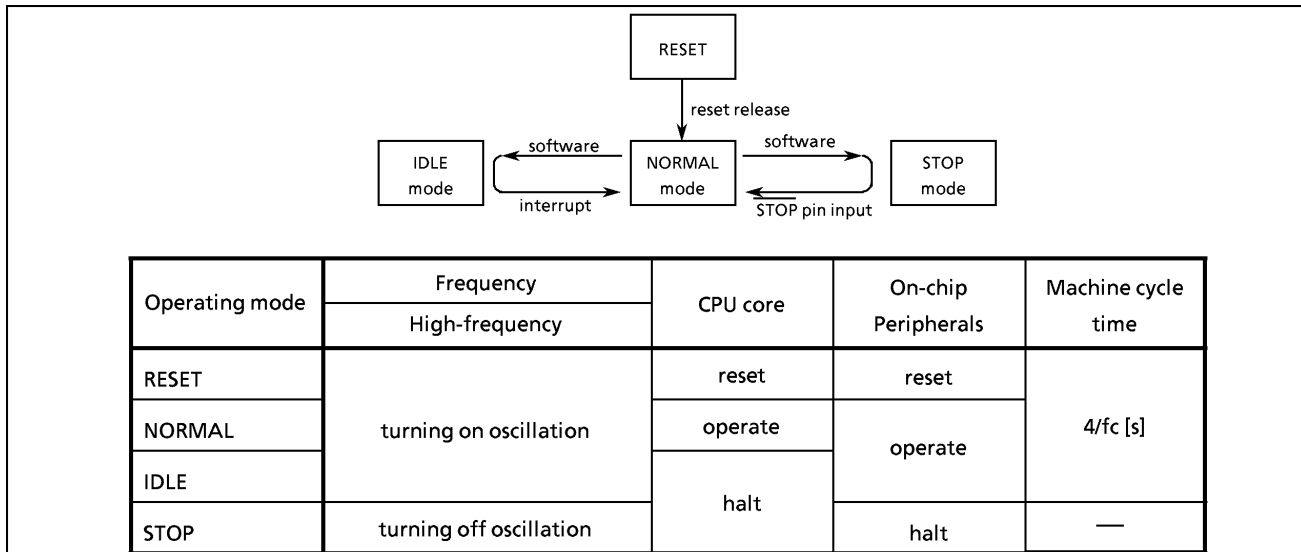 RESET
reset release
software
software
IDLE
mode
NORMAL
mode
STOP
mode
interrupt
STOP pin input
Operating mode
Frequency
High-frequency
CPU core
On-chip
Peripherals
Machine cycle
time
RESET
turning on oscillation
reset
reset
4/fc [s]
NORMAL
operate
operate
IDLE
halt
STOP
turning off oscillation
halt
—